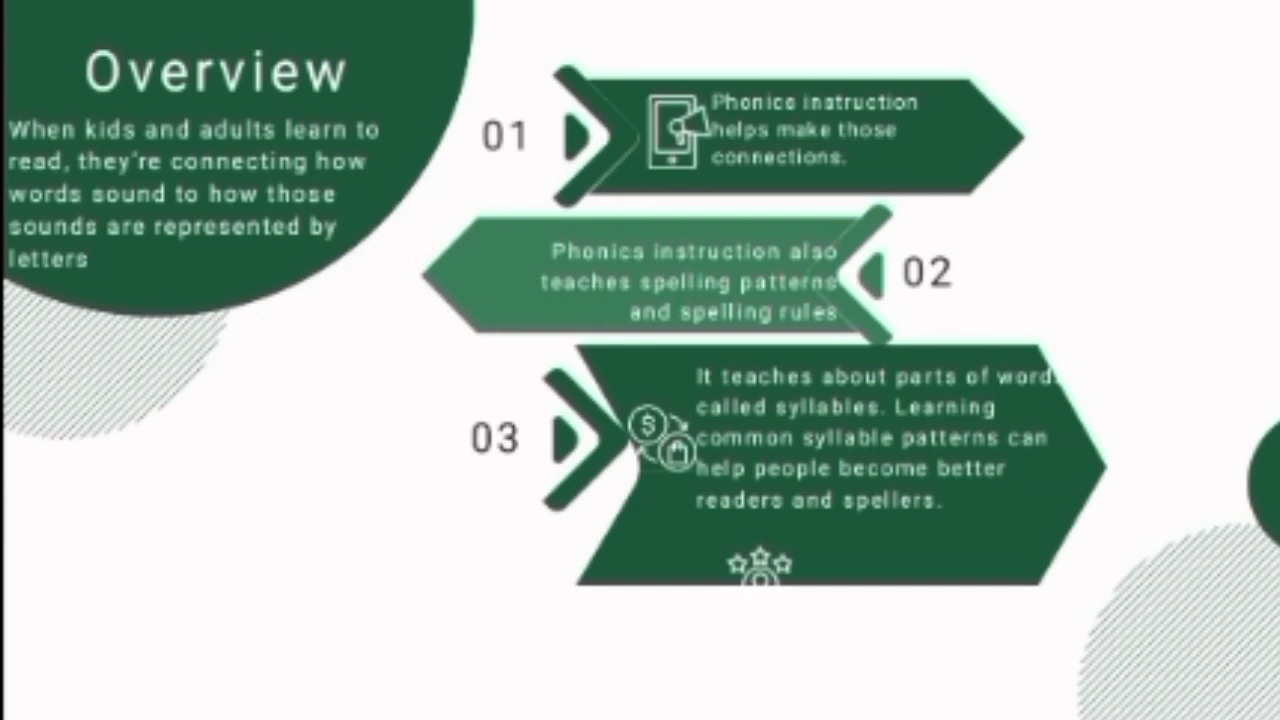 Overview
When kids and adults learn to
read, they're connecting how
words sound to how those
sounds are represented by
letters
01
Phonics instruction
helps make those
connections.
Phonics instruction also
teaches spelling patterns
and spelling rules
02
03
It teaches about parts of word
called syllables. Learning
common syllable patterns can
help people become better
readers and spellers.